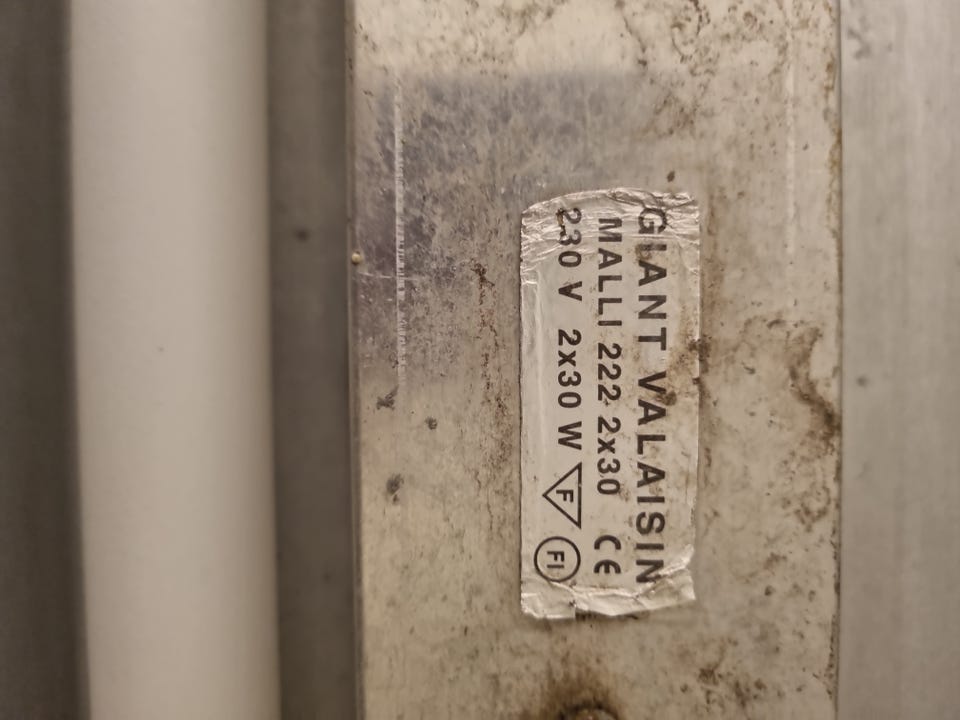 GIANT VALAISIN
MALLI 222 2x30 CE
230 V 2x30 W F FI